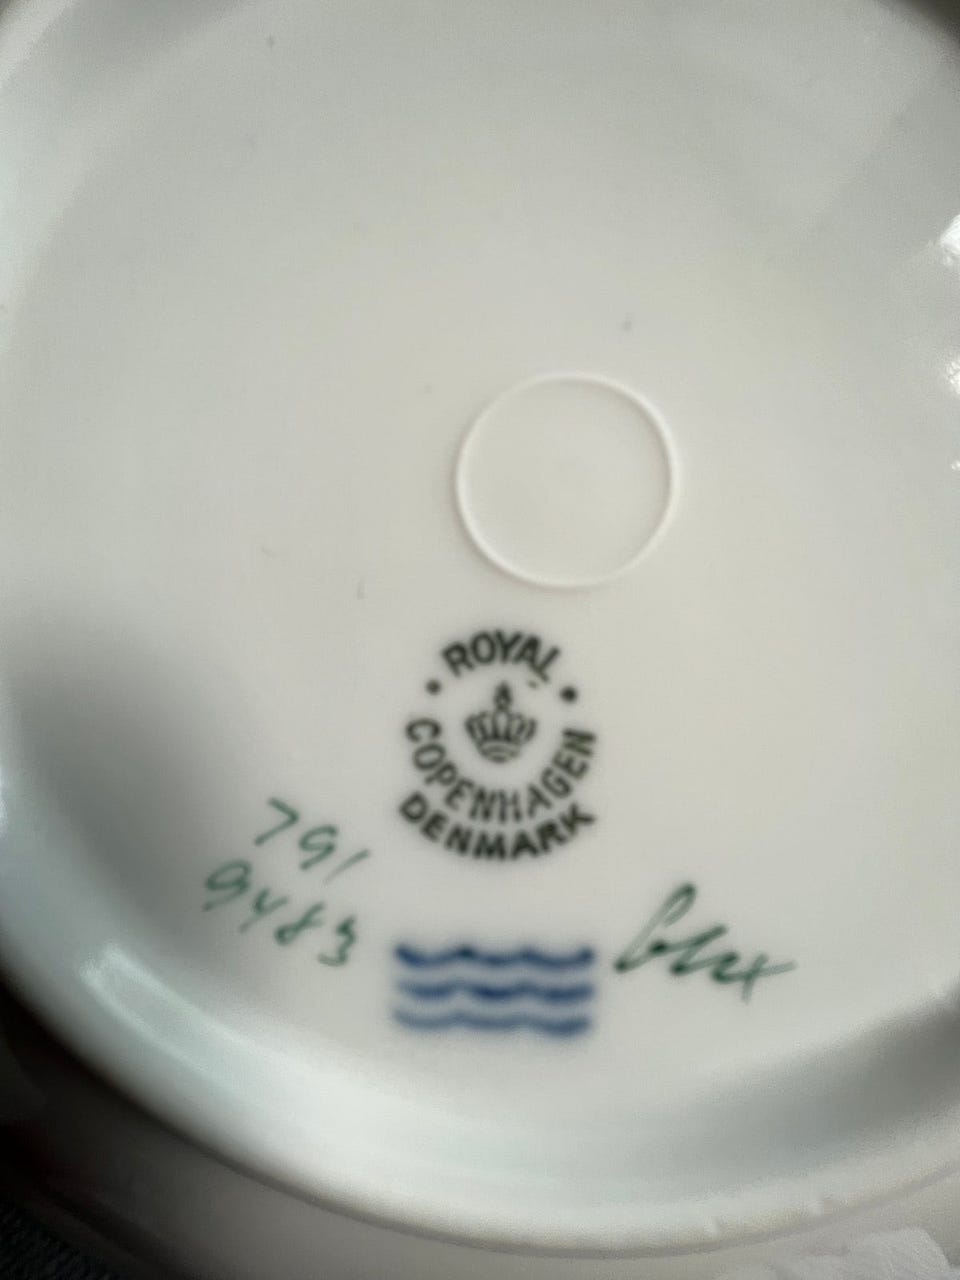 ROYAL
COPENHAGEN
DENMARK
791
9483